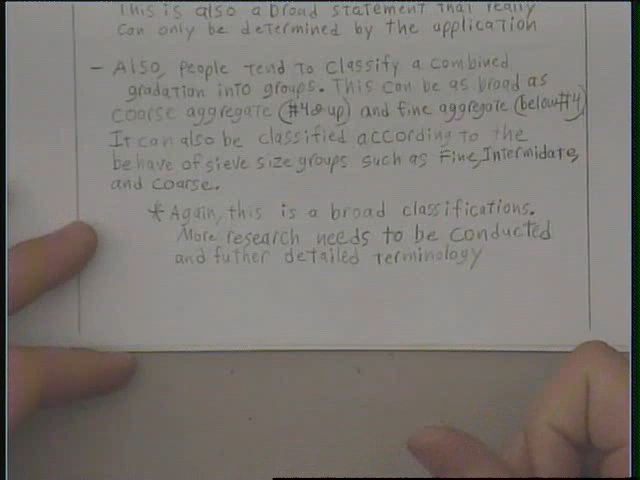 This is also a broad statement that really
can only be determined by the application
- Also, people tend to classify a combined
gradation into groups. This can be as broad as
coarse aggregate (#4 & up) and fine aggregate (below #4)
It can also be classified according to the
behave of sieve size groups such as Fine, Intermidate,
and coarse.
* Again, this is a broad classifications.
More research needs to be conducted
and futher detailed terminology